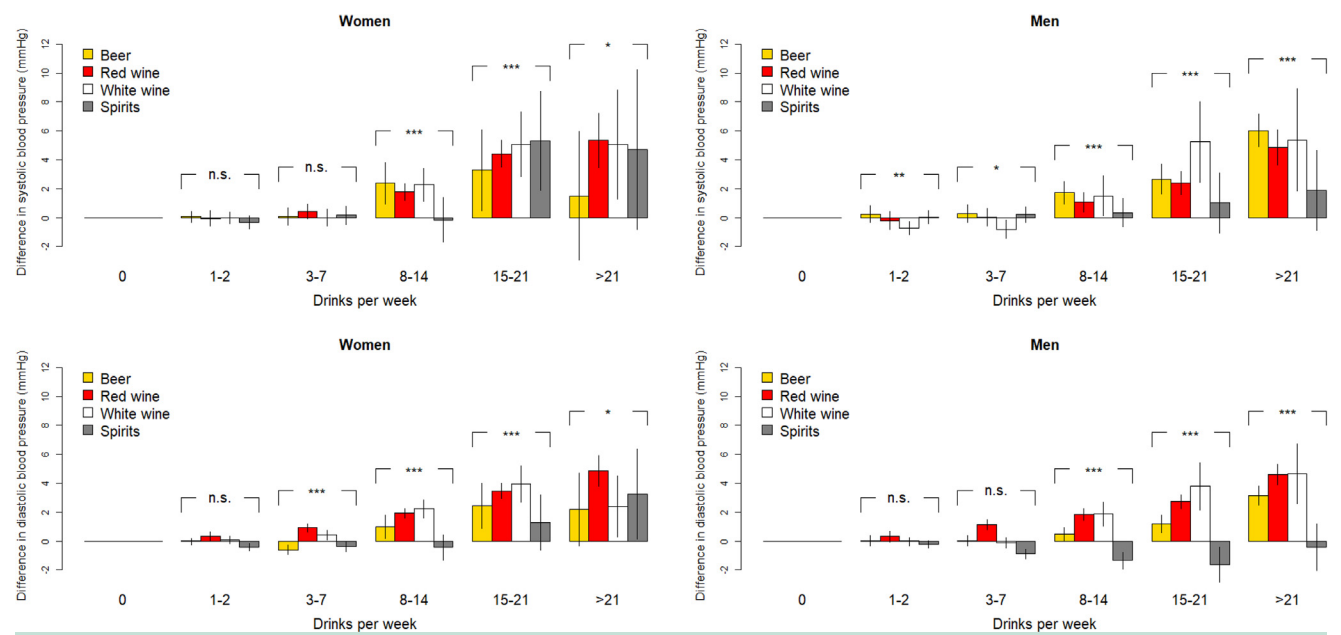 Women
Difference in systolic blood pressure (mmHg)
12
10
8
6
4
2
0
-2
Beer
Red wine
White wine
Spirits
n.s.
n.s.
***
***
*
0 1-2 3-7 8-14 15-21 >21
Drinks per week
Men
Difference in systolic blood pressure (mmHg)
12
10
8
6
4
2
0
-2
Beer
Red wine
White wine
Spirits
**
*
***
***
***
0 1-2 3-7 8-14 15-21 >21
Drinks per week
Women
Difference in diastolic blood pressure (mmHg)
12
10
8
6
4
2
0
-2
Beer
Red wine
White wine
Spirits
n.s.
***
***
***
*
0 1-2 3-7 8-14 15-21 >21
Drinks per week
Men
Difference in diastolic blood pressure (mmHg)
12
10
8
6
4
2
0
-2
Beer
Red wine
White wine
Spirits
n.s.
n.s.
***
***
***
0 1-2 3-7 8-14 15-21 >21
Drinks per week